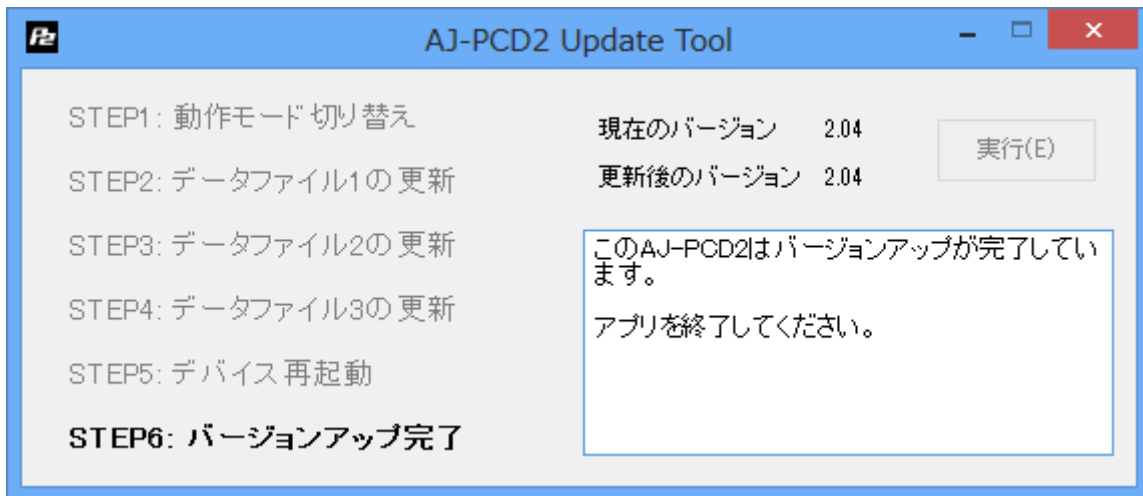 P2
AJ-PCD2 Update Tool
STEP1: 動作モード切り替え
STEP2: データファイル1の更新
STEP3: データファイル2の更新
STEP4: データファイル3の更新
STEP5: デバイス再起動
STEP6: バージョンアップ完了
現在のバージョン 2.04
更新後のバージョン 2.04
実行(E)
このAJ-PCD2はバージョンアップが完了してい
ます。
アプリを終了してください。